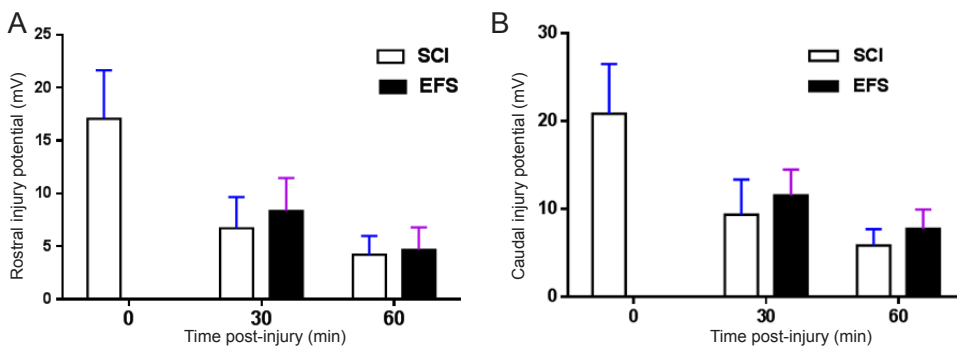 A
Rostral injury potential (mV)
25
20
15
10
5
0
SCI
EFS
0 30 60
Time post-injury (min)
B
Caudal injury potential (mV)
30
20
10
0
SCI
EFS
0 30 60
Time post-injury (min)